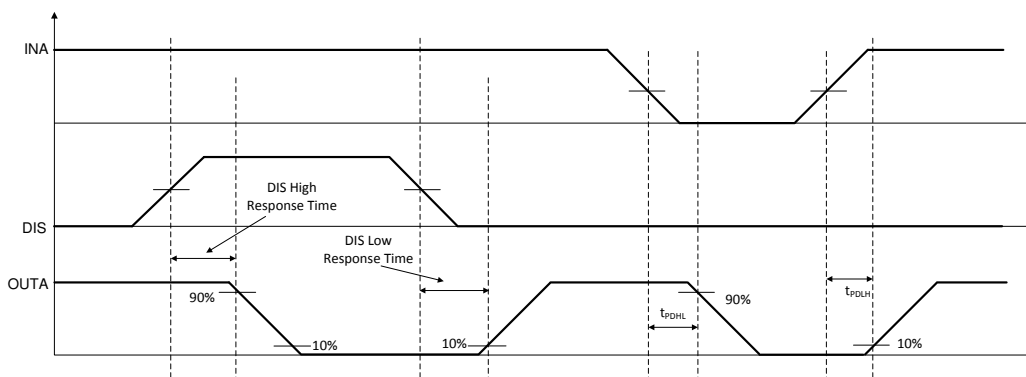 INA
DIS High
Response Time
DIS
DIS Low
Response Time
OUTA
90%
10%
10%
tPDHL
90%
tPDLH
10%